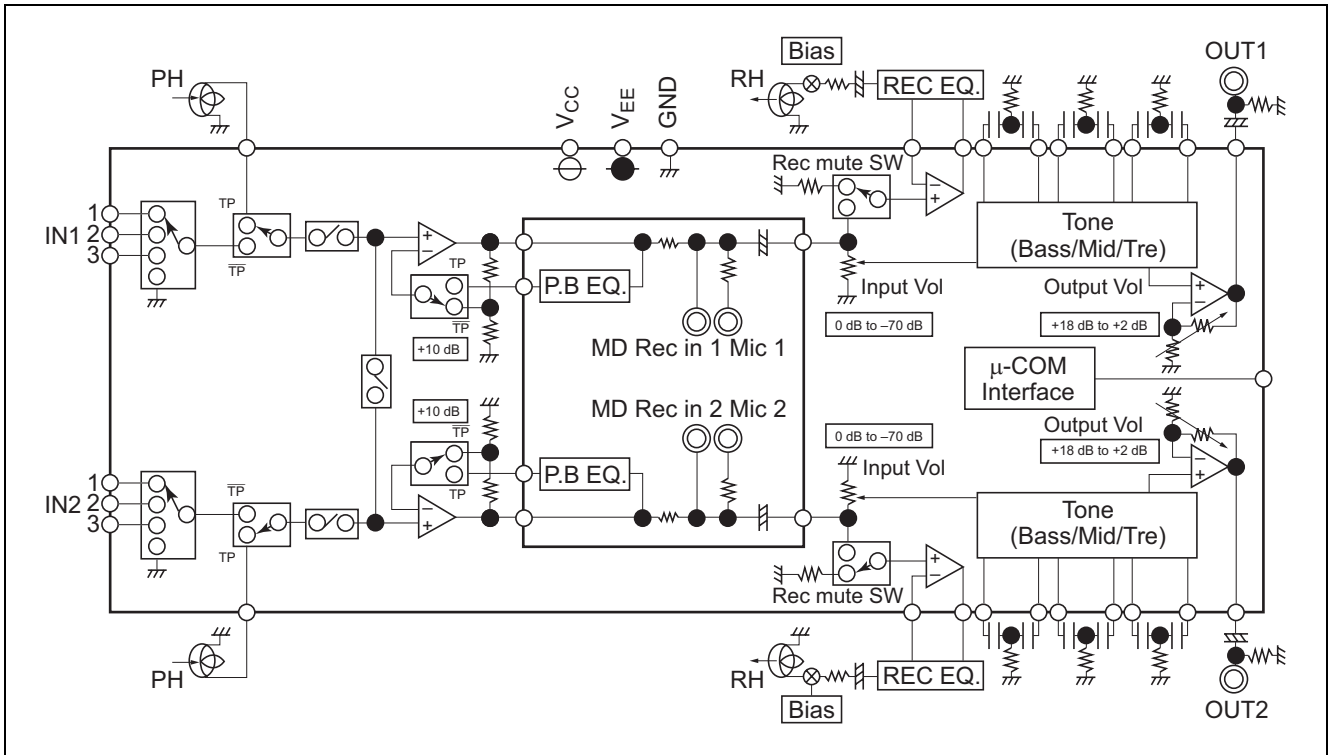 Bias
OUT1
PH
RH
REC EQ.
VCC
VEE
GND
Rec mute SW
TP
1
IN1 2
3
T̅P̅
TP
T̅P̅
+10 dB
P.B EQ.
MD Rec in 1 Mic 1
Input Vol
0 dB to –70 dB
Tone
(Bass/Mid/Tre)
Output Vol
+18 dB to +2 dB
μ-COM
Interface
+10 dB
T̅P̅
TP
MD Rec in 2 Mic 2
P.B EQ.
0 dB to –70 dB
Input Vol
Output Vol
+18 dB to +2 dB
Tone
(Bass/Mid/Tre)
1
IN2 2
3
T̅P̅
TP
Rec mute SW
PH
RH
REC EQ.
Bias
OUT2